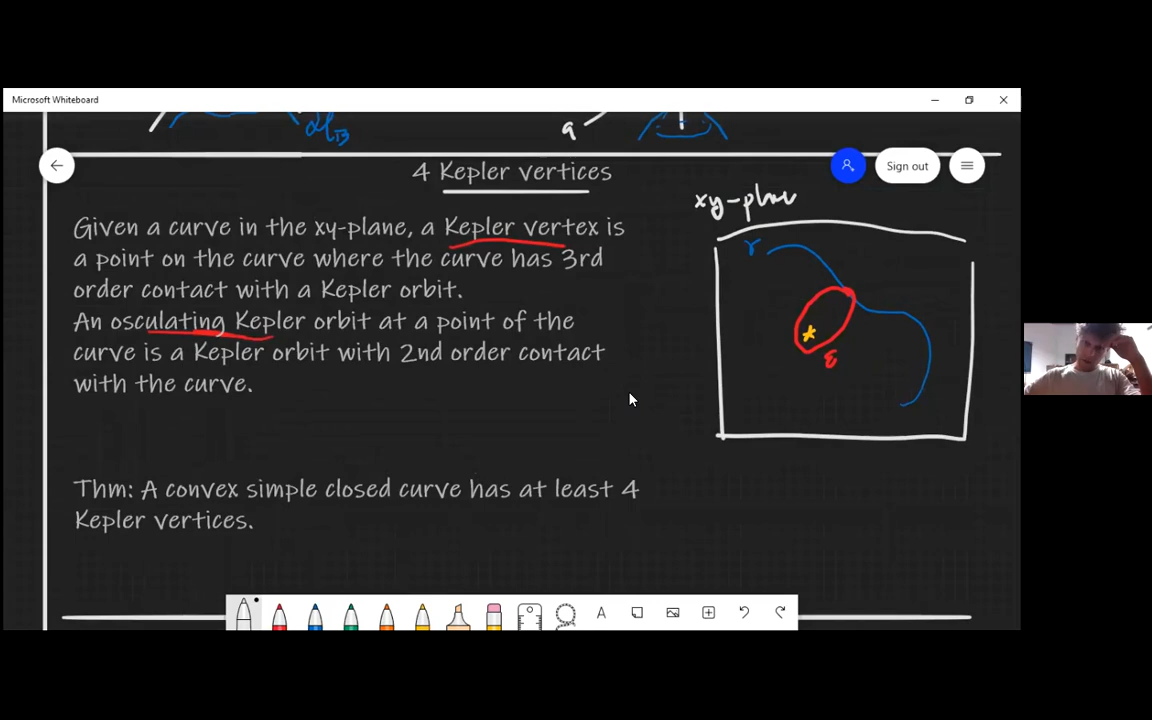 Microsoft Whiteboard
4 Kepler vertices
Sign out
xy-plane
Given a curve in the xy-plane, a Kepler vertex is
a point on the curve where the curve has 3rd
order contact with a Kepler orbit.
An osculating Kepler orbit at a point of the
curve is a Kepler orbit with 2nd order contact
with the curve.
Thm: A convex simple closed curve has at least 4
Kepler vertices.
A